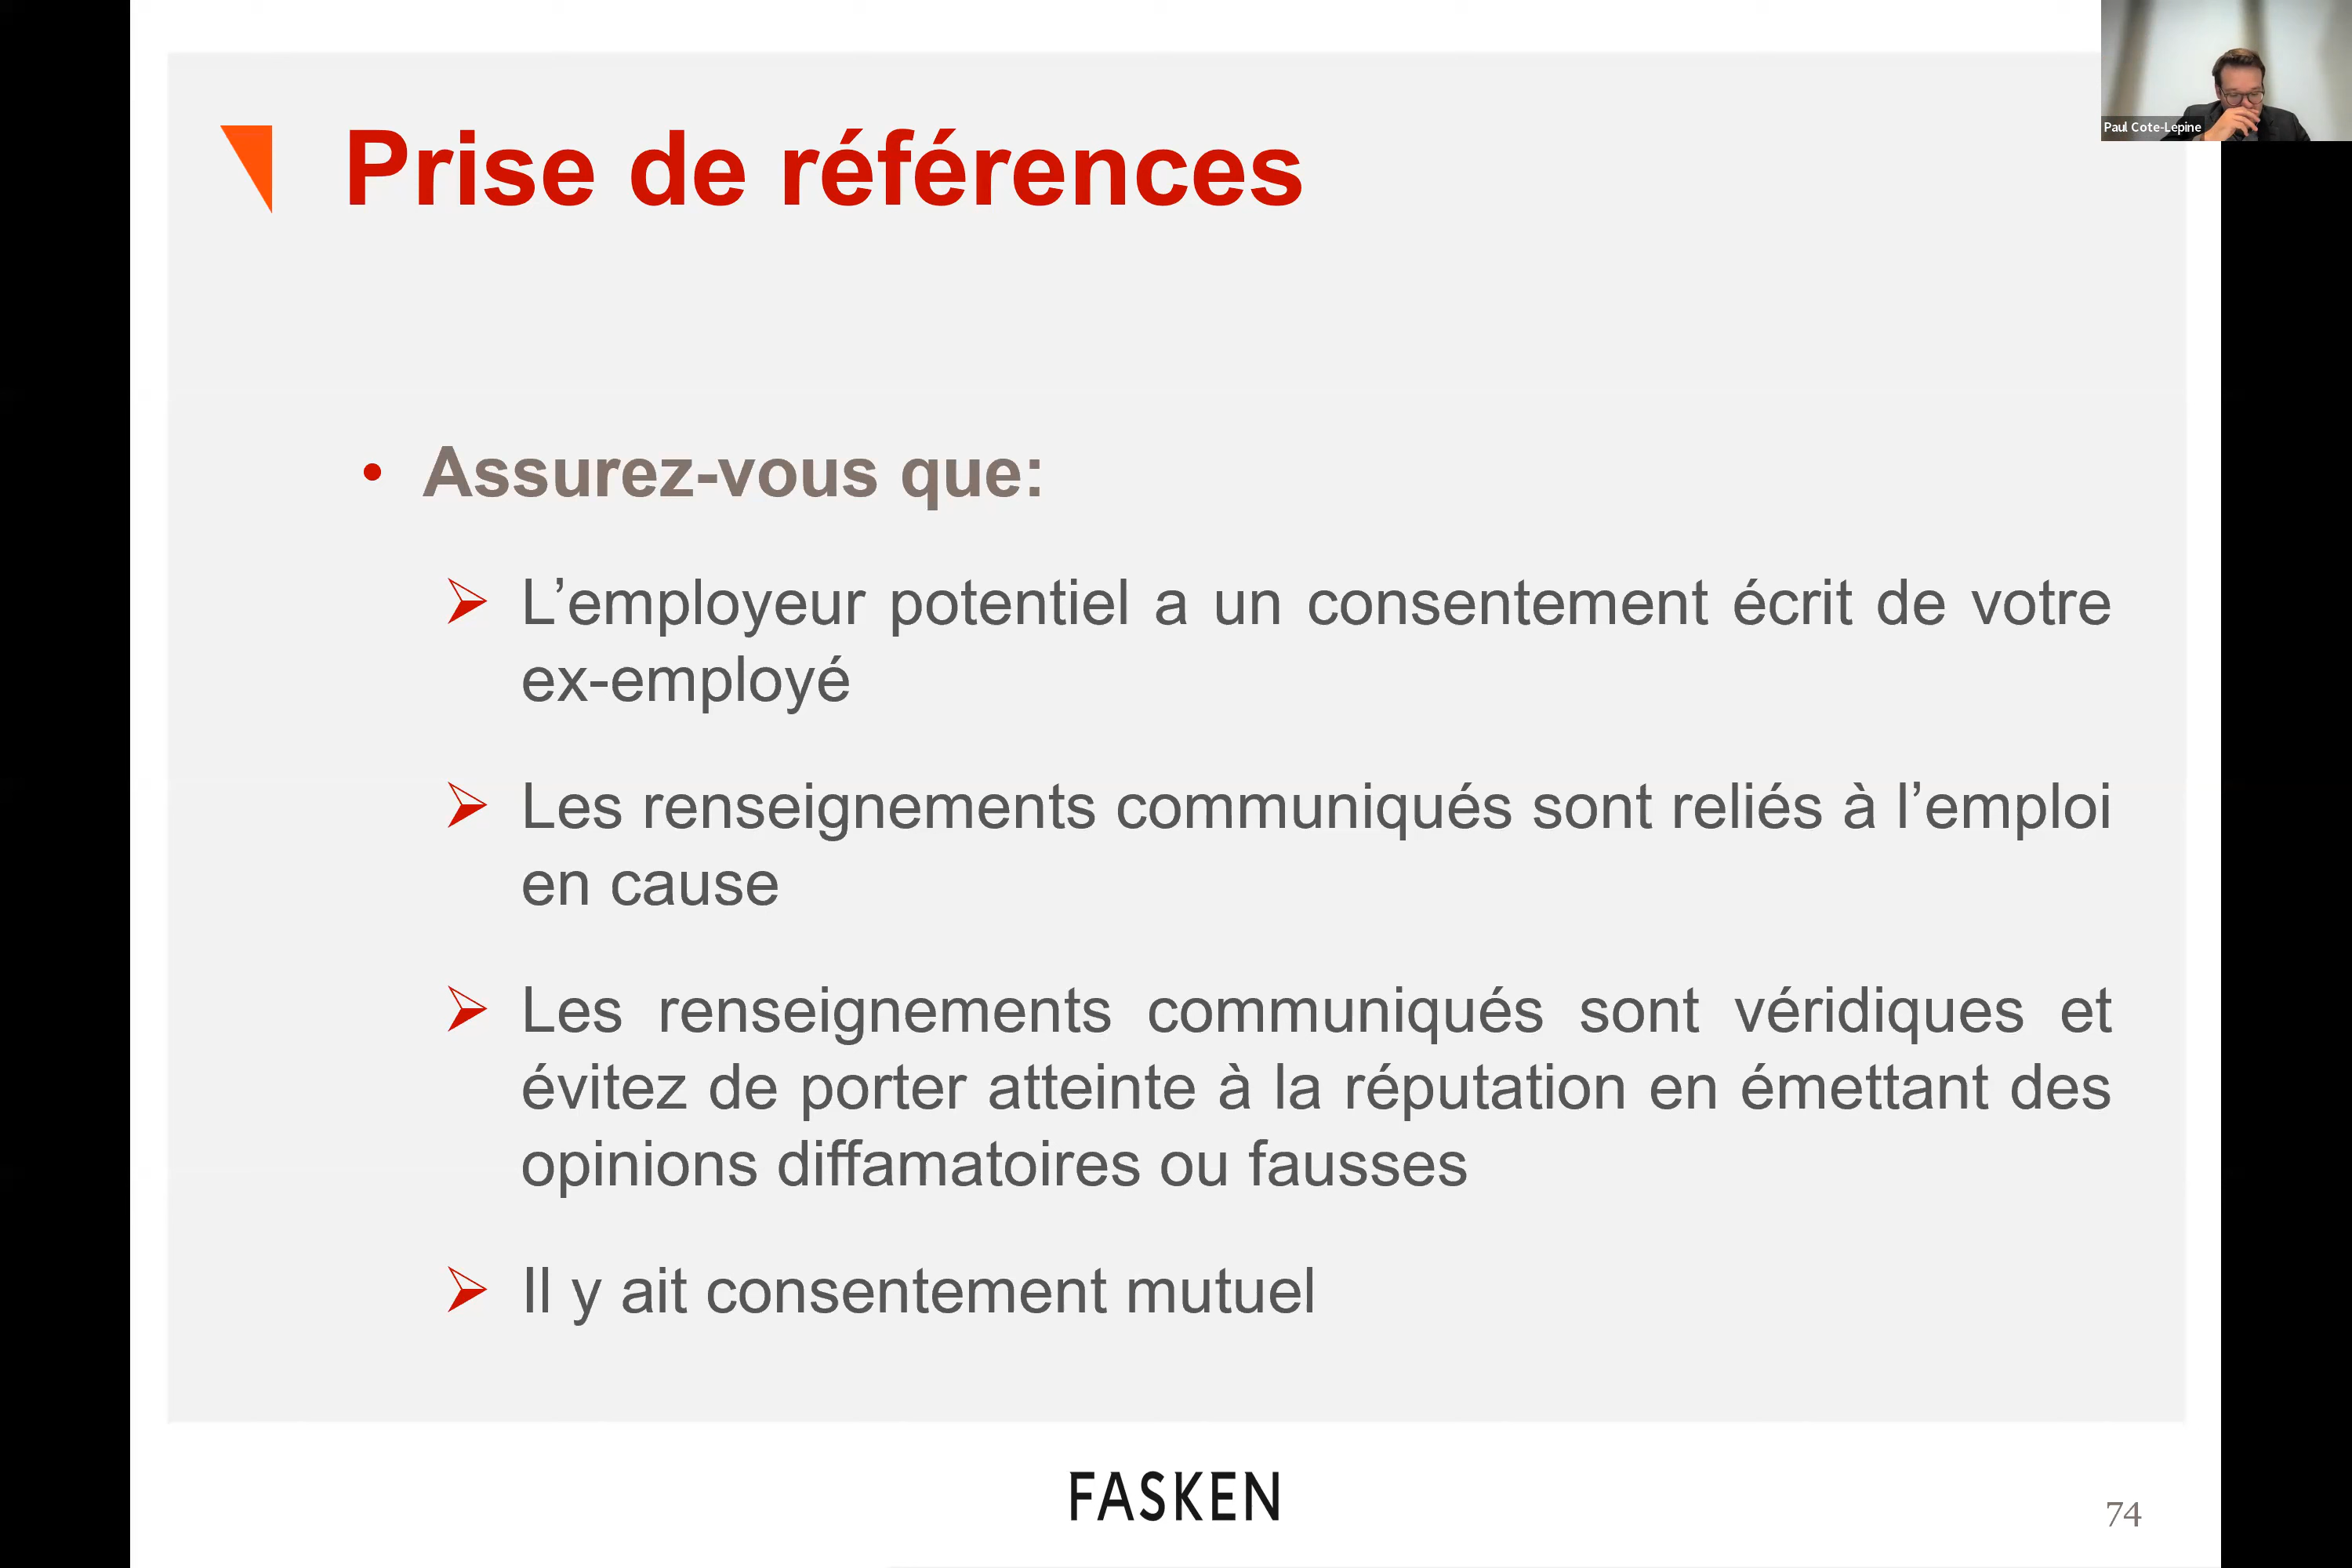 Paul Cote-Lepine
Prise de références
• Assurez-vous que:
L’employeur potentiel a un consentement écrit de votre
ex-employé
Les renseignements communiqués sont reliés à l’emploi
en cause
Les renseignements communiqués sont véridiques et
évitez de porter atteinte à la réputation en émettant des
opinions diffamatoires ou fausses
Il y ait consentement mutuel
FASKEN
74